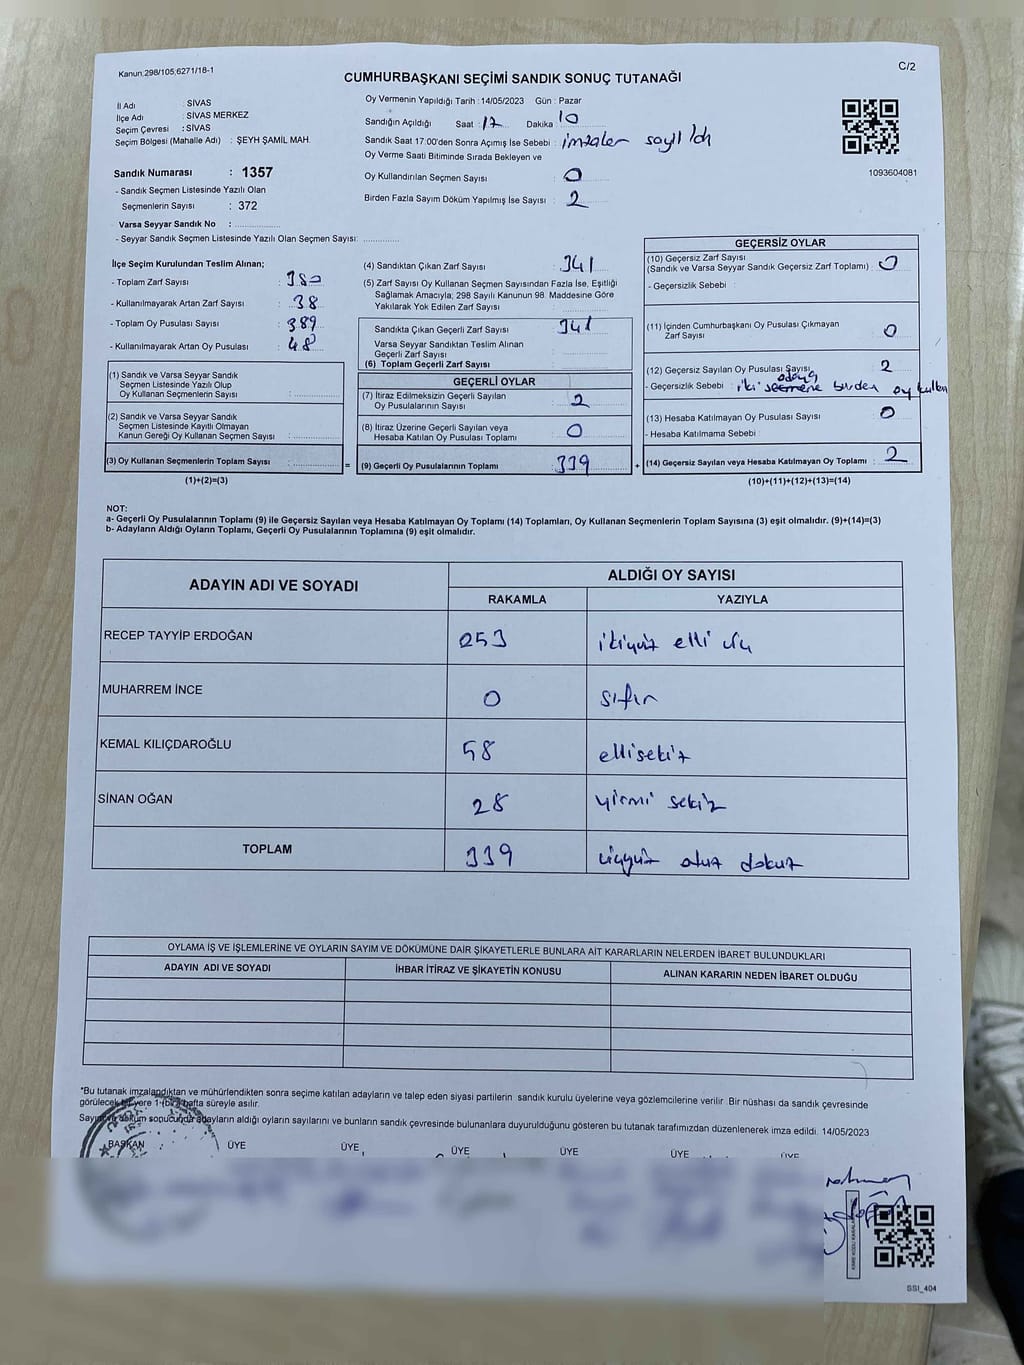 Kanun:298/105,6271/18-1
C/2
CUMHURBAŞKANI SEÇİMİ SANDIK SONUÇ TUTANAĞI
İl Adı : SİVAS
İlçe Adı : SİVAS MERKEZ
Seçim Çevresi : SİVAS
Seçim Bölgesi (Mahalle Adı) : ŞEYH ŞAMİL MAH.
Oy Vermenin Yapıldığı Tarih : 14/05/2023 Gün : Pazar
Sandığın Açıldığı Saat : 17 Dakika : 10
Sandık Saat 17:00'den Sonra Açımış İse Sebebi : imzalar sayıldı
Oy Verme Saati Bitiminde Sırada Bekleyen ve
Oy Kullandırılan Seçmen Sayısı : 0
Birden Fazla Sayım Döküm Yapılmış İse Sayısı : 2
1093604081
Sandık Numarası : 1357
- Sandık Seçmen Listesinde Yazılı Olan
Seçmenlerin Sayısı : 372
Varsa Seyyar Sandık No :
- Seyyar Sandık Seçmen Listesinde Yazılı Olan Seçmen Sayısı:
İlçe Seçim Kurulundan Teslim Alınan;
- Toplam Zarf Sayısı :
- Kullanılmayarak Artan Zarf Sayısı : 38
- Toplam Oy Pusulası Sayısı : 389
- Kullanılmayarak Artan Oy Pusulası : 48
(1) Sandık ve Varsa Seyyar Sandık
Seçmen Listesinde Yazılı Olup
Oy Kullanan Seçmenlerin Sayısı :
(2) Sandık ve Varsa Seyyar Sandık
Seçmen Listesinde Kayıtlı Olmayan
Kanun Gereği Oy Kullanan Seçmen Sayısı :
(3) Oy Kullanan Seçmenlerin Toplam Sayısı :
(1)+(2)=(3)
=
(4) Sandıktan Çıkan Zarf Sayısı : 341
(5) Zarf Sayısı Oy Kullanan Seçmen Sayısından Fazla İse, Eşitliği
Sağlamak Amacıyla; 298 Sayılı Kanunun 98. Maddesine Göre
Yakılarak Yok Edilen Zarf Sayısı :
Sandıkta Çıkan Geçerli Zarf Sayısı : 341
Varsa Seyyar Sandıktan Teslim Alınan
Geçerli Zarf Sayısı :
(6) Toplam Geçerli Zarf Sayısı :
GEÇERLİ OYLAR
(7) İtiraz Edilmeksizin Geçerli Sayılan
Oy Pusulalarının Sayısı : 2
(8) İtiraz Üzerine Geçerli Sayılan veya
Hesaba Katılan Oy Pusulası Toplamı : 0
(9) Geçerli Oy Pusulalarının Toplamı : 339
+
GEÇERSİZ OYLAR
(10) Geçersiz Zarf Sayısı
(Sandık ve Varsa Seyyar Sandık Geçersiz Zarf Toplamı) : 0
- Geçersizlik Sebebi :
(11) İçinden Cumhurbaşkanı Oy Pusulası Çıkmayan
Zarf Sayısı : 0
(12) Geçersiz Sayılan Oy Pusulası Sayısı : 2
- Geçersizlik Sebebi : iki adaya birden oy kullan
(13) Hesaba Katılmayan Oy Pusulası Sayısı : 0
- Hesaba Katılmama Sebebi :
(14) Geçersiz Sayılan veya Hesaba Katılmayan Oy Toplamı : 2
(10)+(11)+(12)+(13)=(14)
NOT:
a- Geçerli Oy Pusulalarının Toplamı (9) ile Geçersiz Sayılan veya Hesaba Katılmayan Oy Toplamı (14) Toplamları, Oy Kullanan Seçmenlerin Toplam Sayısına (3) eşit olmalıdır. (9)+(14)=(3)
b- Adayların Aldığı Oyların Toplamı, Geçerli Oy Pusulalarının Toplamına (9) eşit olmalıdır.
ADAYIN ADI VE SOYADI ALDIĞI OY SAYISI
RAKAMLA YAZIYLA
RECEP TAYYİP ERDOĞAN 253 ikiyüz elli üç
MUHARREM İNCE 0 sıfır
KEMAL KILIÇDAROĞLU 58 ellisekiz
SİNAN OĞAN 28 yirmi sekiz
TOPLAM 339 üçyüz otuz dokuz
OYLAMA İŞ VE İŞLEMLERİNE VE OYLARIN SAYIM VE DÖKÜMÜNE DAİR ŞİKAYETLERLE BUNLARA AİT KARARLARIN NELERDEN İBARET BULUNDUKLARI
ADAYIN ADI VE SOYADI İHBAR İTİRAZ VE ŞİKAYETİN KONUSU ALINAN KARARIN NEDEN İBARET OLDUĞU
*Bu tutanak imzalandıktan ve mühürlendikten sonra seçime katılan adayların ve talep eden siyasi partilerin sandık kurulu üyelerine veya gözlemcilerine verilir. Bir nüshası da sandık çevresinde
görülecek bir yere 1-(bir) hafta süreyle asılır.
Sayım ve döküm sonucunda adayların aldığı oyların sayılarını ve bunların sandık çevresinde bulunanlara duyurulduğunu gösteren bu tutanak tarafımızdan düzenlenerek imza edildi. 14/05/2023
BAŞKAN ÜYE ÜYE ÜYE ÜYE ÜYE ÜYE
SSI_404